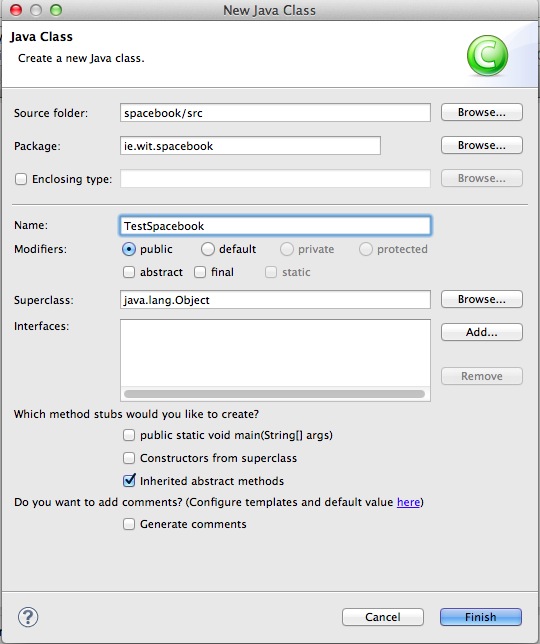 New Java Class
Java Class
Create a new Java class.
C
Source folder: spacebook/src Browse...
Package: ie.wit.spacebook Browse...
Enclosing type: Browse...
Name: TestSpacebook
Modifiers: public default private protected
abstract final static
Superclass: java.lang.Object Browse...
Interfaces: Add...
Remove
Which method stubs would you like to create?
public static void main(String[] args)
Constructors from superclass
Inherited abstract methods
Do you want to add comments? (Configure templates and default value here)
Generate comments
? Cancel Finish